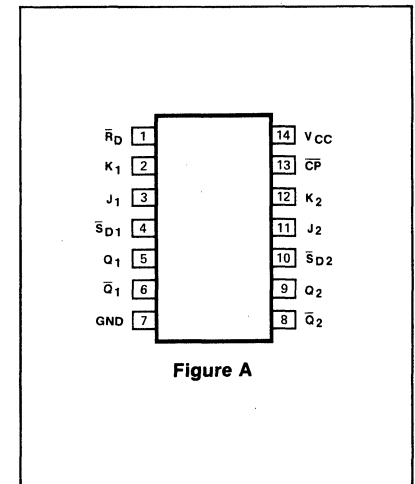 R̅D 1 14 VCC
K1 2 13 C̅P̅
J1 3 12 K2
S̅D1 4 11 J2
Q1 5 10 S̅D2
Q̅1 6 9 Q2
GND 7 8 Q̅2
Figure A